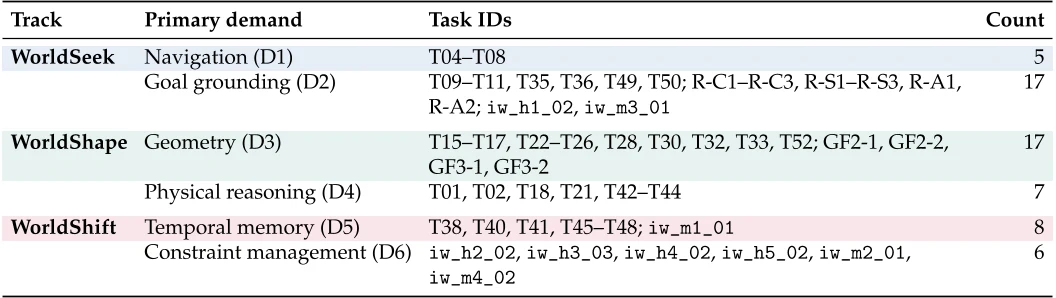 Track Primary demand Task IDs Count
WorldSeek Navigation (D1) T04–T08 5
Goal grounding (D2) T09–T11, T35, T36, T49, T50; R-C1–R-C3, R-S1–R-S3, R-A1, 17
R-A2; iw_h1_02, iw_m3_01
WorldShape Geometry (D3) T15–T17, T22–T26, T28, T30, T32, T33, T52; GF2-1, GF2-2, 17
GF3-1, GF3-2
Physical reasoning (D4) T01, T02, T18, T21, T42–T44 7
WorldShift Temporal memory (D5) T38, T40, T41, T45–T48; iw_m1_01 8
Constraint management (D6) iw_h2_02, iw_h3_03, iw_h4_02, iw_h5_02, iw_m2_01, 6
iw_m4_02